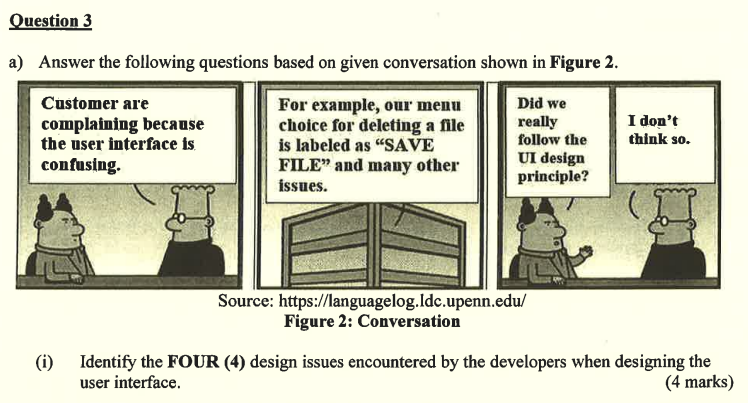 Question 3
a) Answer the following questions based on given conversation shown in Figure 2.
Customer are
complaining because
the user interface is
confusing.
For example, our menu
choice for deleting a file
is labeled as “SAVE
FILE” and many other
issues.
Did we
really
follow the
UI design
principle?
I don't
think so.
Source: https://languagelog.ldc.upenn.edu/
Figure 2: Conversation
(i) Identify the FOUR (4) design issues encountered by the developers when designing the
user interface. (4 marks)